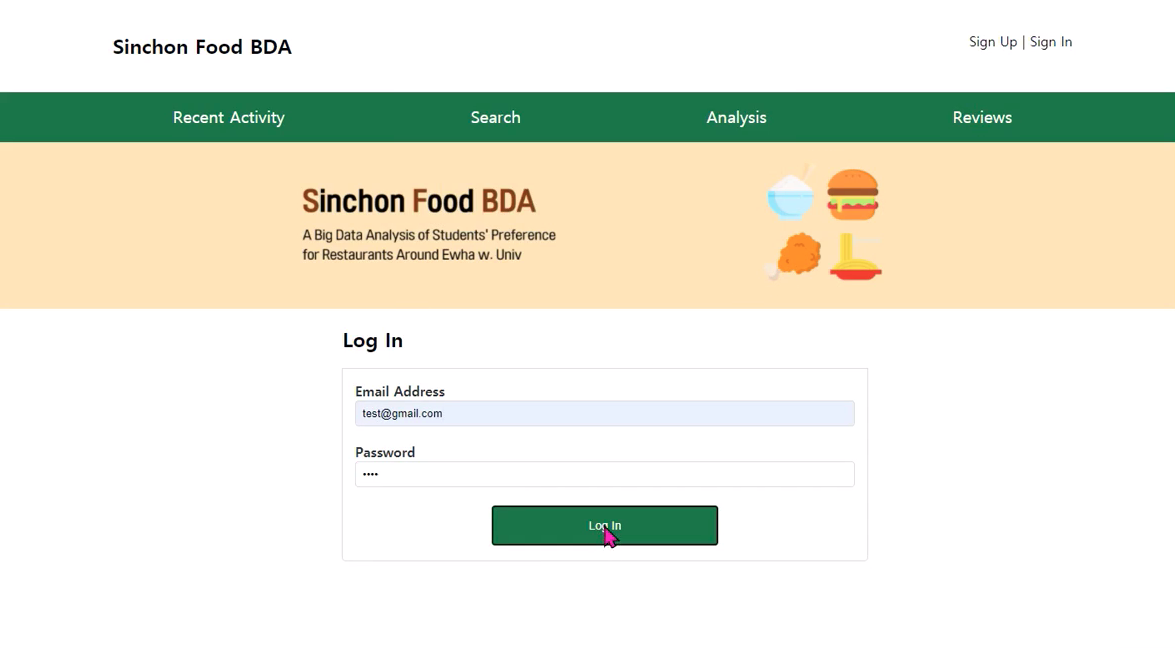 Sinchon Food BDA
Sign Up | Sign In
Recent Activity
Search
Analysis
Reviews
Sinchon Food BDA
A Big Data Analysis of Students' Preference
for Restaurants Around Ewha w. Univ
Log In
Email Address
test@gmail.com
Password
••••
Log In